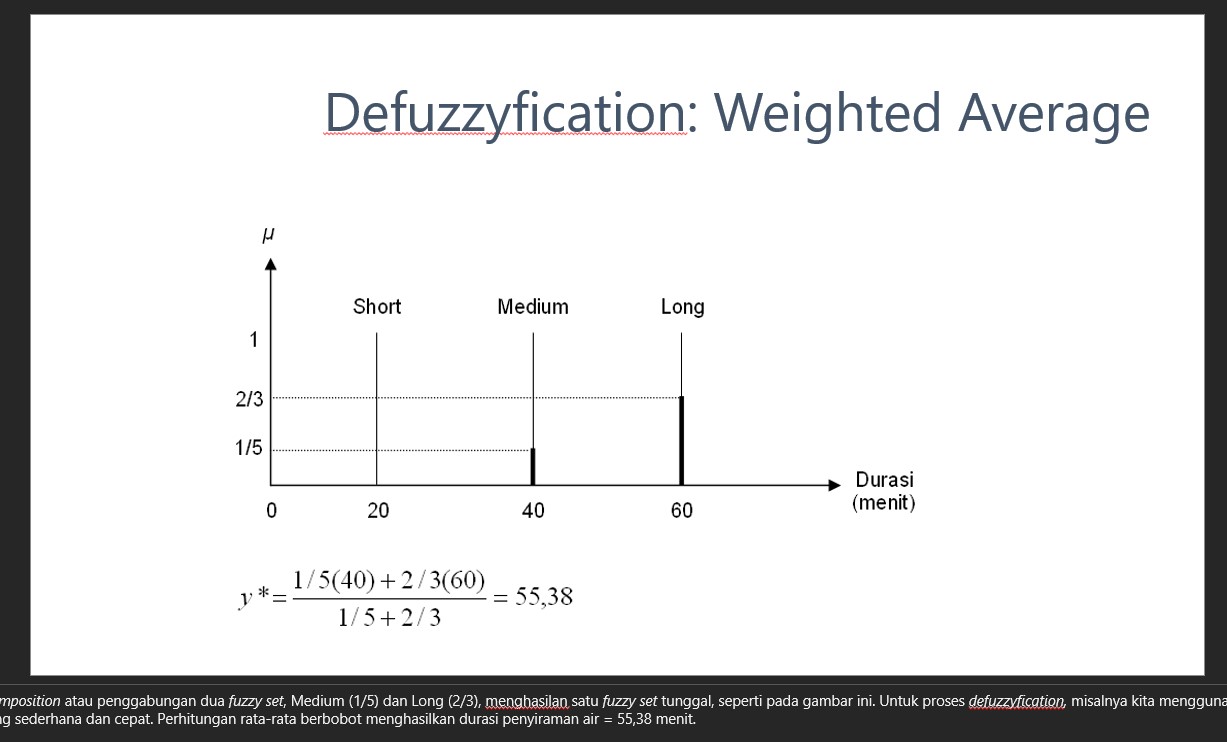 Defuzzyfication: Weighted Average
μ
Short Medium Long
1
2/3
1/5
Durasi
(menit)
0 20 40 60
y*= 1/5(40)+2/3(60) / 1/5+2/3 = 55,38
mposition atau penggabungan dua fuzzy set, Medium (1/5) dan Long (2/3), menghasilan satu fuzzy set tunggal, seperti pada gambar ini. Untuk proses defuzzyfication, misalnya kita mengguna
g sederhana dan cepat. Perhitungan rata-rata berbobot menghasilkan durasi penyiraman air = 55,38 menit.